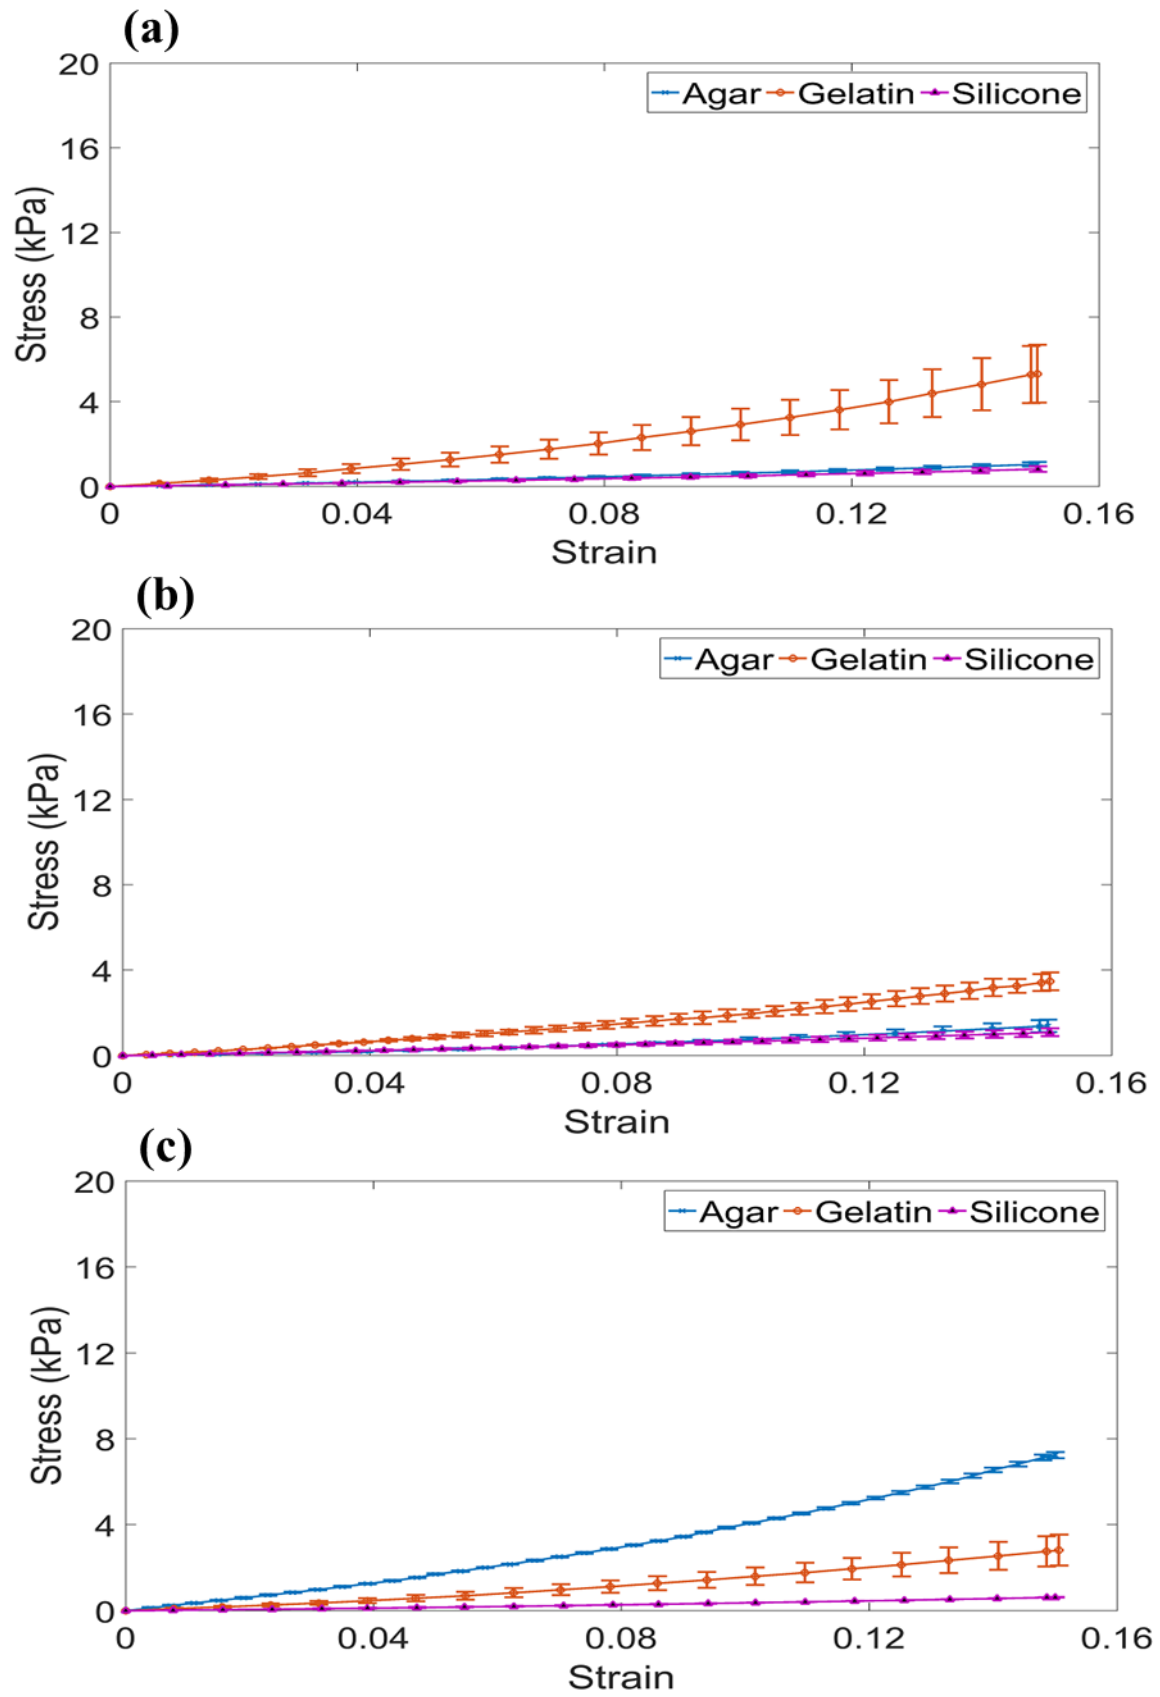 (a)
20
16
12
8
4
0
Stress (kPa)
Agar Gelatin Silicone
0 0.04 0.08 0.12 0.16
Strain
(b)
20
16
12
8
4
0
Stress (kPa)
Agar Gelatin Silicone
0 0.04 0.08 0.12 0.16
Strain
(c)
20
16
12
8
4
0
Stress (kPa)
Agar Gelatin Silicone
0 0.04 0.08 0.12 0.16
Strain